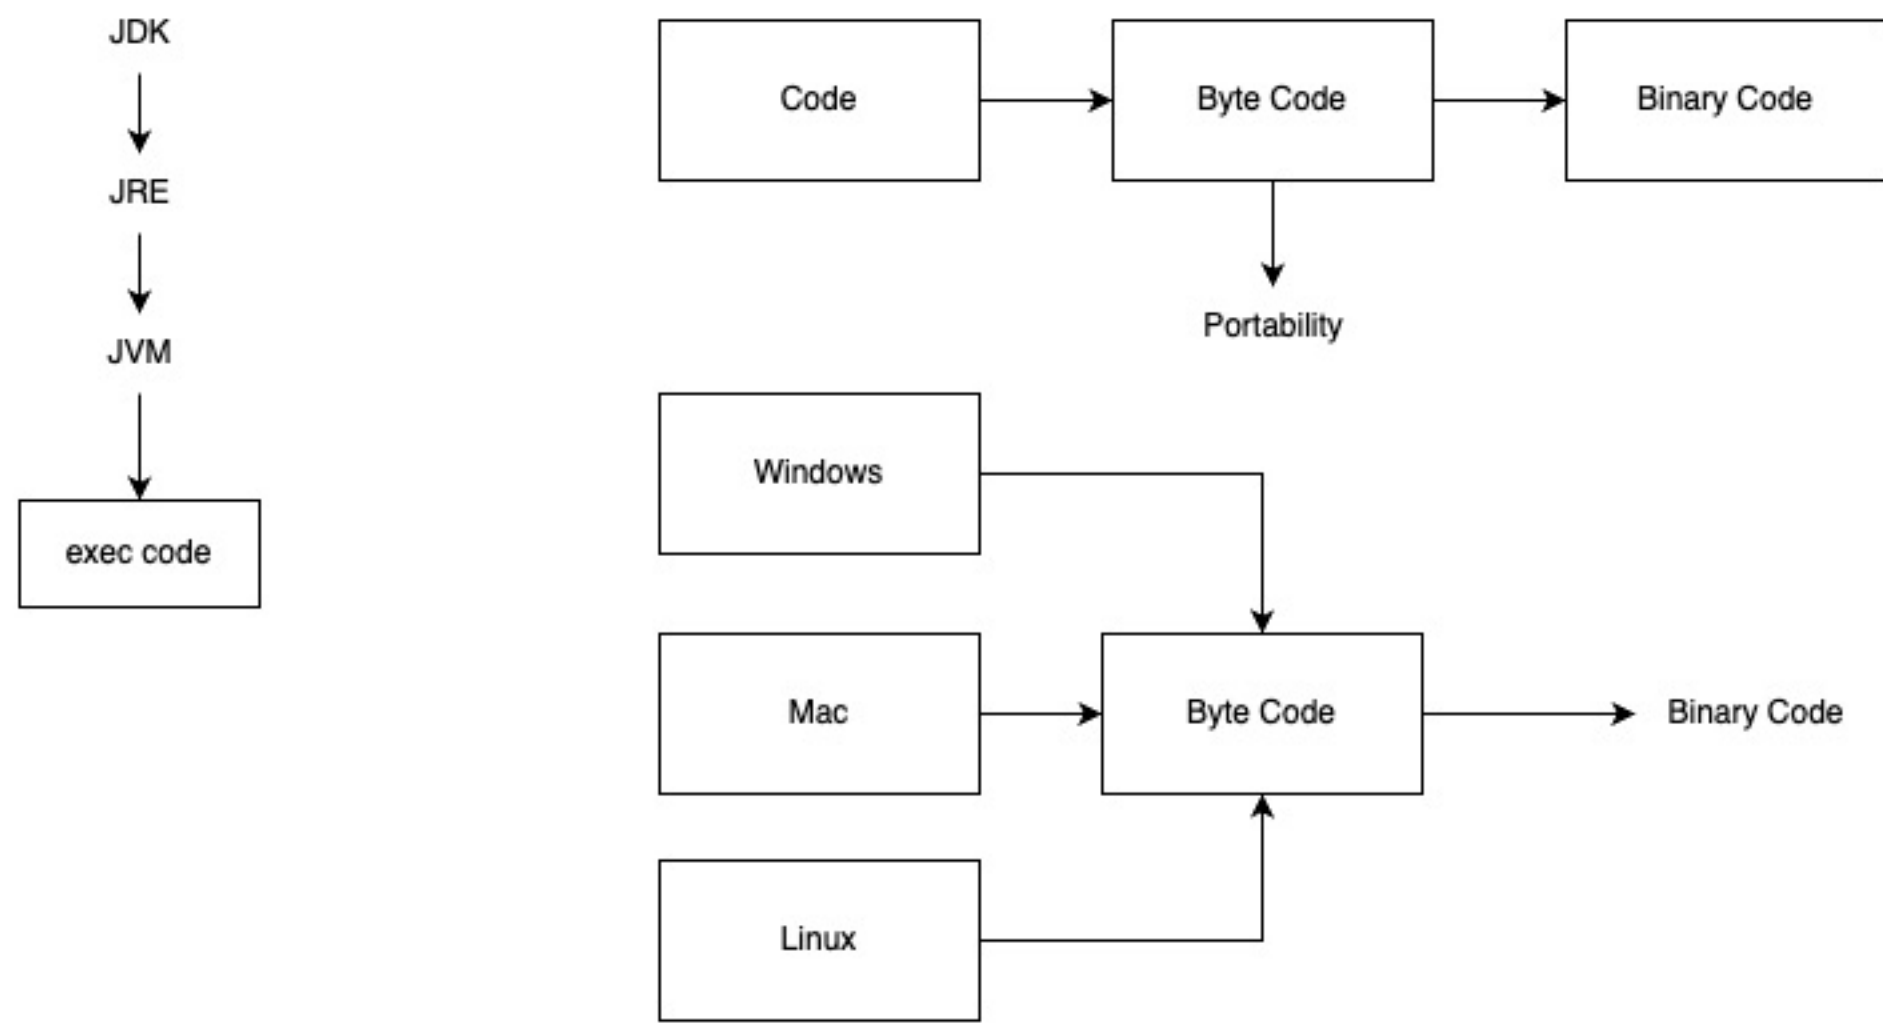 JDK
JRE
JVM
exec code
Code
Byte Code
Binary Code
Portability
Windows
Mac
Byte Code
Binary Code
Linux